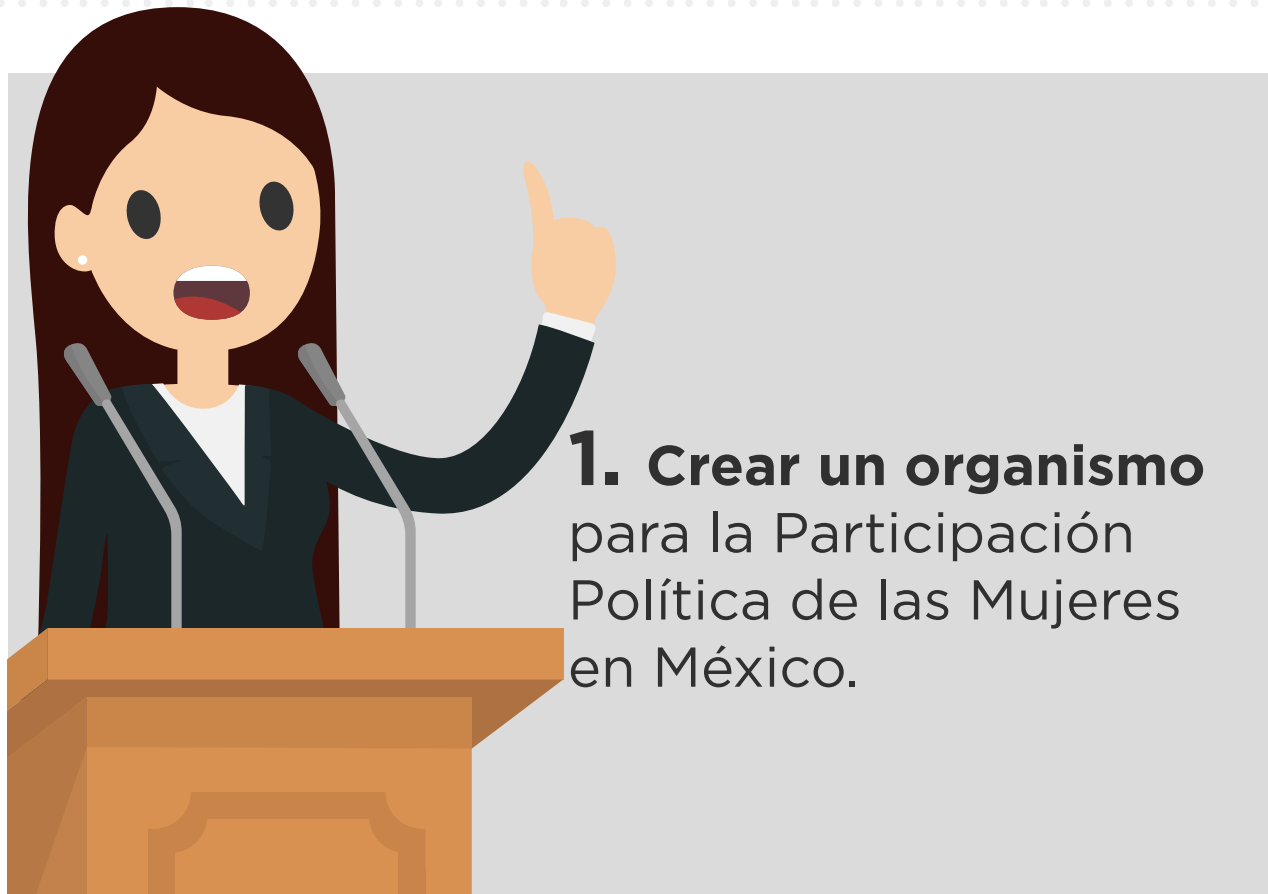 1. Crear un organismo
para la Participación
Política de las Mujeres
en México.